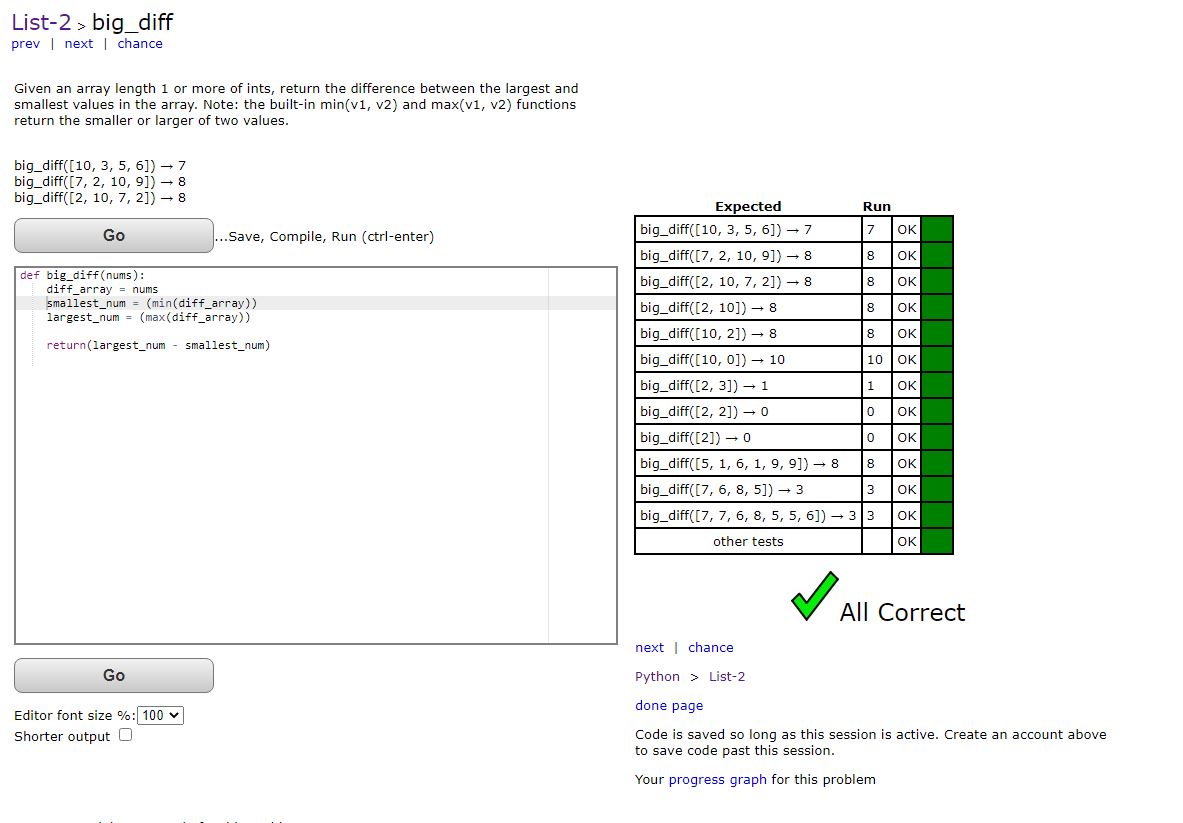 List-2 > big_diff
prev | next | chance
Given an array length 1 or more of ints, return the difference between the largest and
smallest values in the array. Note: the built-in min(v1, v2) and max(v1, v2) functions
return the smaller or larger of two values.
big_diff([10, 3, 5, 6]) → 7
big_diff([7, 2, 10, 9]) → 8
big_diff([2, 10, 7, 2]) → 8
Go
...Save, Compile, Run (ctrl-enter)
def big_diff(nums):
    diff_array = nums
    smallest_num = (min(diff_array))
    largest_num = (max(diff_array))
    return(largest_num - smallest_num)
Go
Editor font size %: 100
Shorter output
Expected Run
big_diff([10, 3, 5, 6]) → 7 7 OK
big_diff([7, 2, 10, 9]) → 8 8 OK
big_diff([2, 10, 7, 2]) → 8 8 OK
big_diff([2, 10]) → 8 8 OK
big_diff([10, 2]) → 8 8 OK
big_diff([10, 0]) → 10 10 OK
big_diff([2, 3]) → 1 1 OK
big_diff([2, 2]) → 0 0 OK
big_diff([2]) → 0 0 OK
big_diff([5, 1, 6, 1, 9, 9]) → 8 8 OK
big_diff([7, 6, 8, 5]) → 3 3 OK
big_diff([7, 7, 6, 8, 5, 5, 6]) → 3 3 OK
other tests OK
All Correct
next | chance
Python > List-2
done page
Code is saved so long as this session is active. Create an account above
to save code past this session.
Your progress graph for this problem